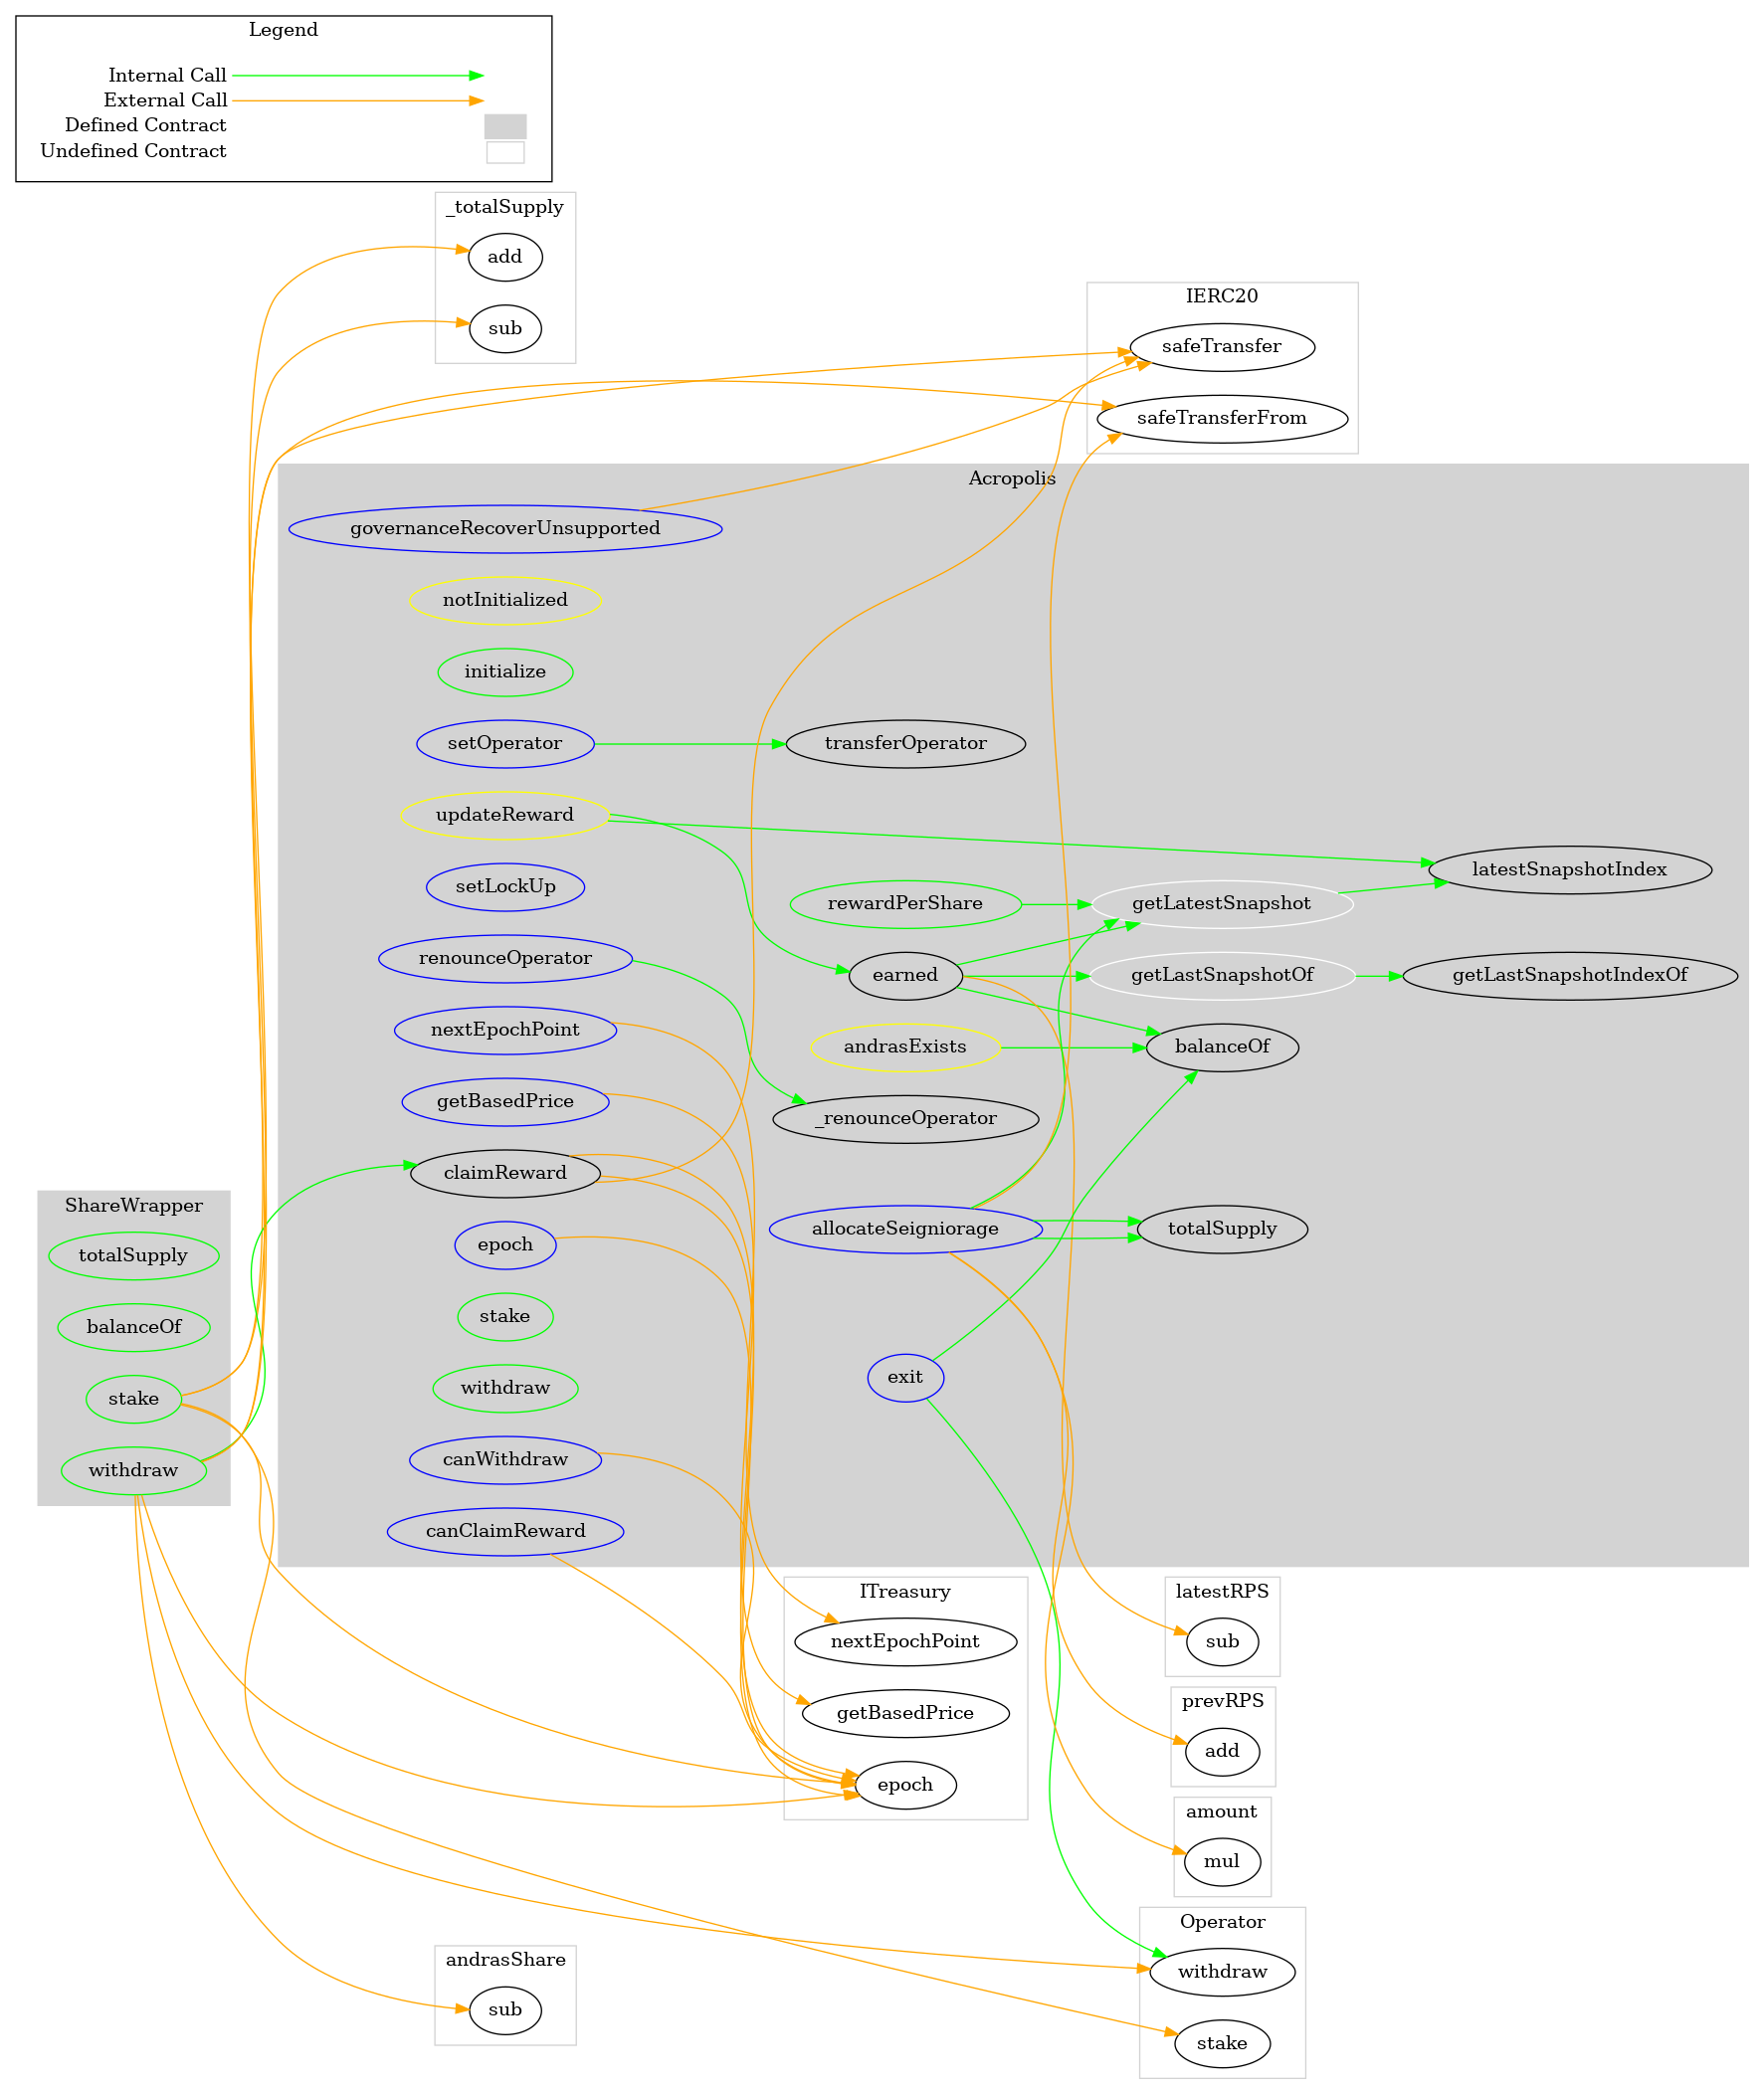 Legend
Internal Call
External Call
Defined Contract
Undefined Contract
_totalSupply
add
sub
IERC20
safeTransfer
safeTransferFrom
Acropolis
governanceRecoverUnsupported
notInitialized
initialize
setOperator
transferOperator
updateReward
setLockUp
latestSnapshotIndex
rewardPerShare
getLatestSnapshot
renounceOperator
earned
getLastSnapshotOf
getLastSnapshotIndexOf
nextEpochPoint
andrasExists
balanceOf
getBasedPrice
_renounceOperator
claimReward
epoch
allocateSeigniorage
totalSupply
stake
withdraw
exit
canWithdraw
canClaimReward
ShareWrapper
totalSupply
balanceOf
stake
withdraw
ITreasury
nextEpochPoint
getBasedPrice
epoch
latestRPS
sub
prevRPS
add
amount
mul
Operator
withdraw
stake
andrasShare
sub